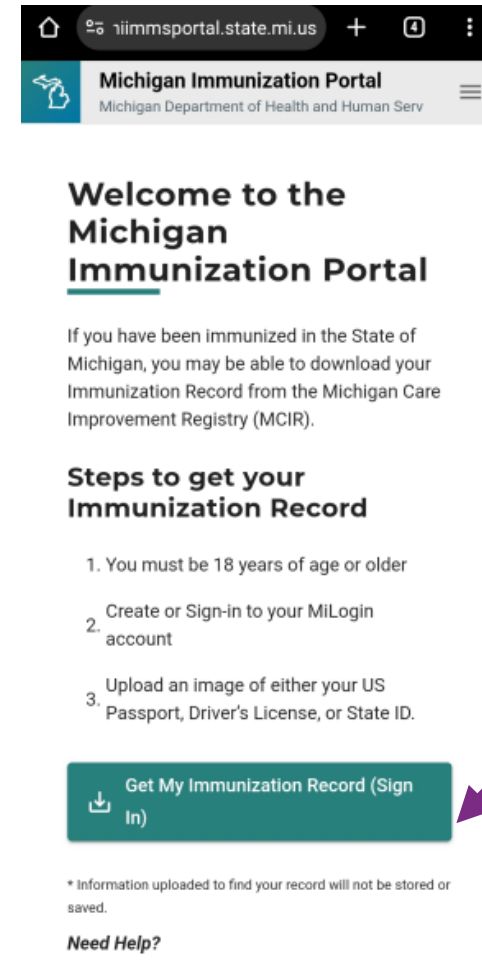 niimmsportal.state.mi.us
4
Michigan Immunization Portal
Michigan Department of Health and Human Serv
Welcome to the
Michigan
Immunization Portal
If you have been immunized in the State of
Michigan, you may be able to download your
Immunization Record from the Michigan Care
Improvement Registry (MCIR).
Steps to get your
Immunization Record
1. You must be 18 years of age or older
2. Create or Sign-in to your MiLogin
account
3. Upload an image of either your US
Passport, Driver's License, or State ID.
Get My Immunization Record (Sign
In)
* Information uploaded to find your record will not be stored or
saved.
Need Help?